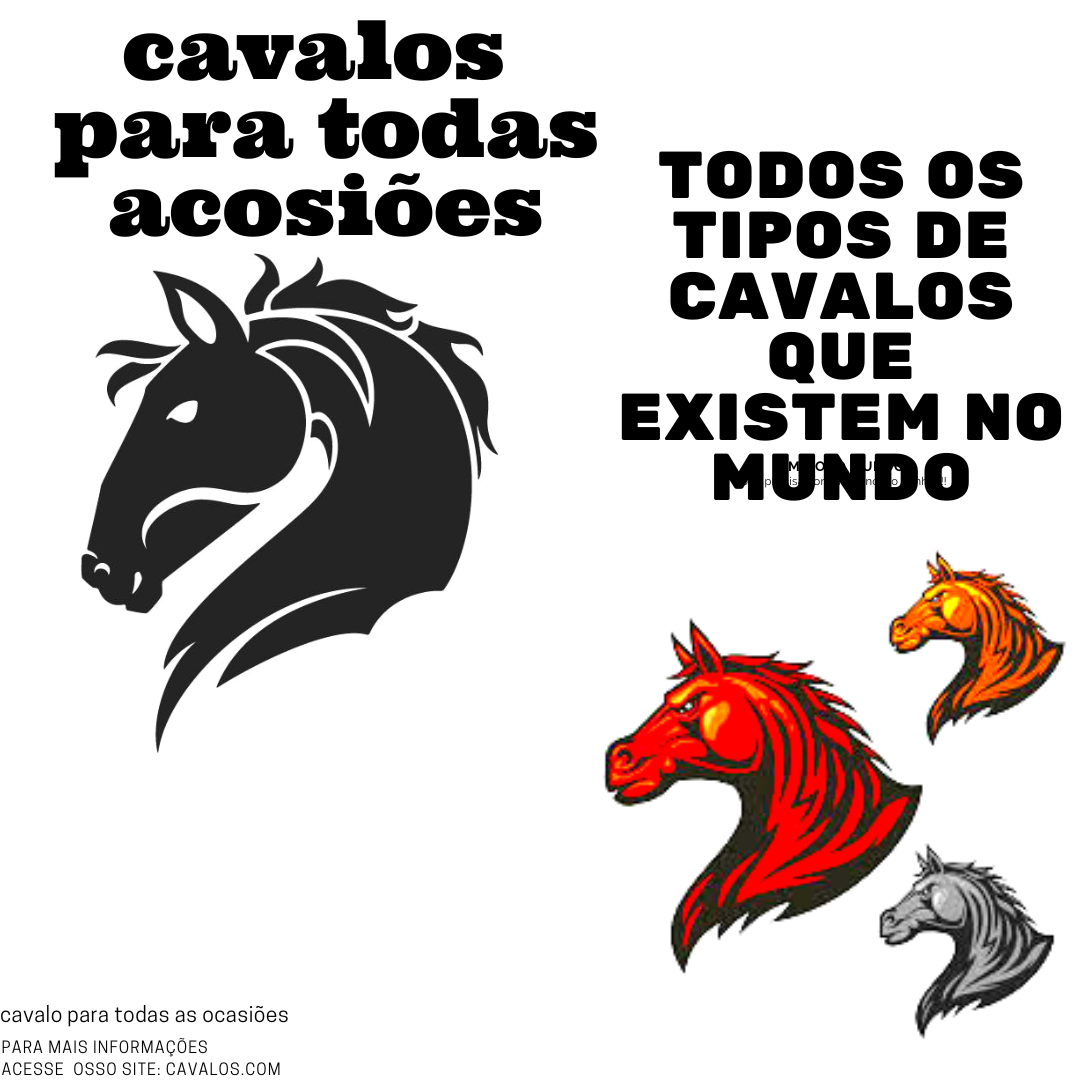 cavalos
para todas
acosiões
TODOS OS
TIPOS DE
CAVALOS
QUE
EXISTEM NO
MUNDO
cavalo para todas as ocasiões
PARA MAIS INFORMAÇÕES
ACESSE OSSO SITE: CAVALOS.COM